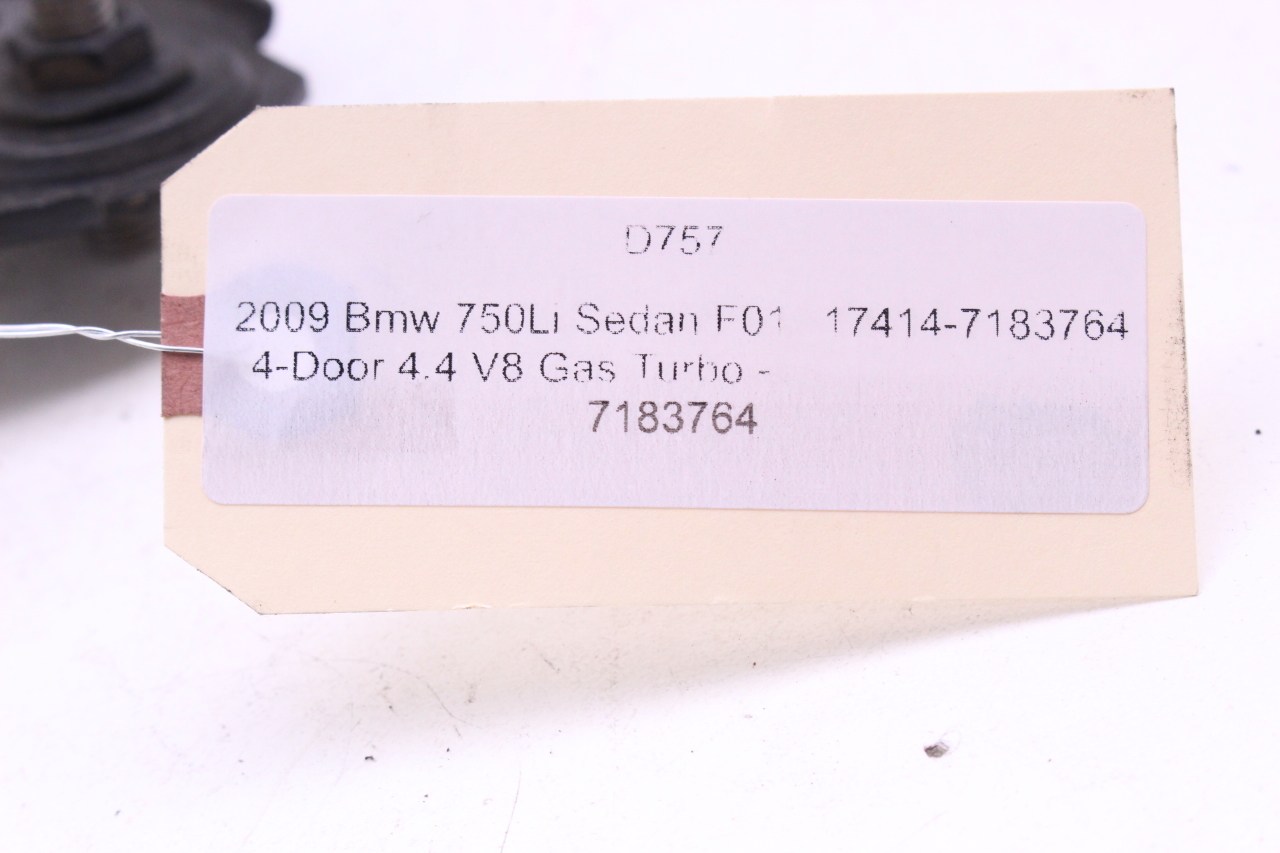 D757
2009 Bmw 750Li Sedan F01 17414-7183764
4-Door 4.4 V8 Gas Turbo -
7183764